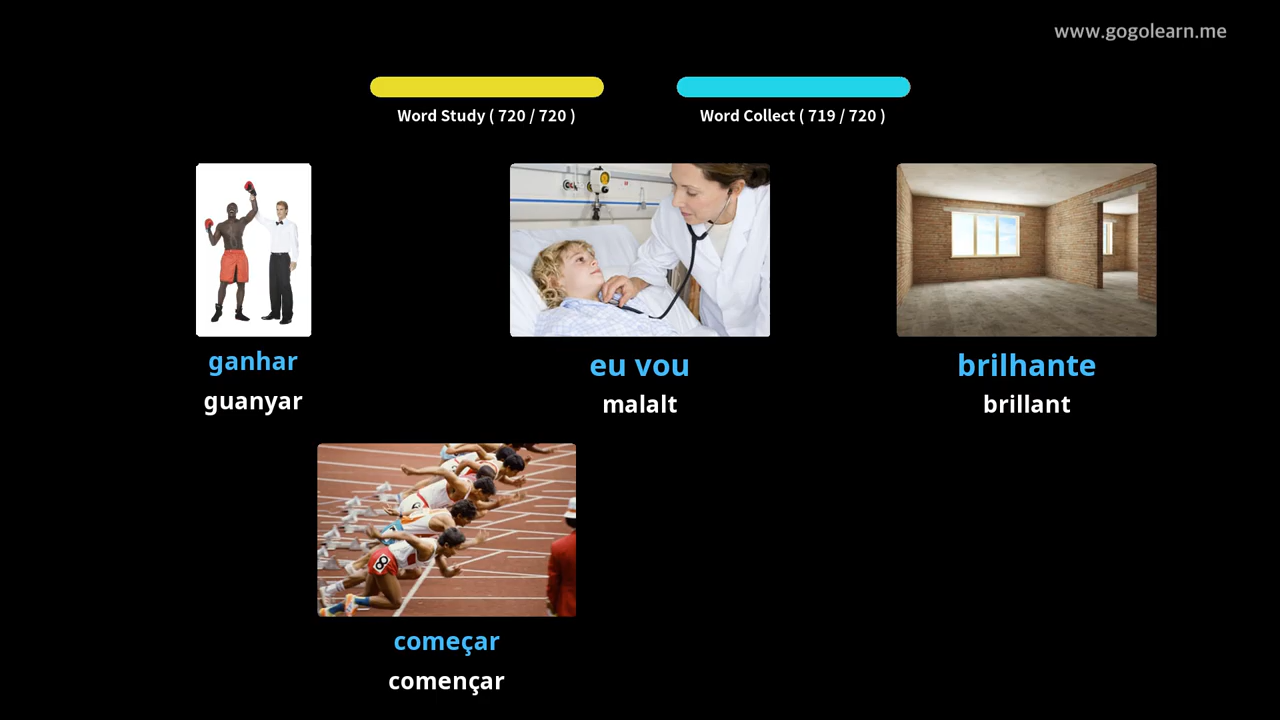 www.gogolearn.me
Word Study ( 720 / 720 )
Word Collect ( 719 / 720 )
ganhar
guanyar
eu vou
malalt
brilhante
brillant
começar
començar